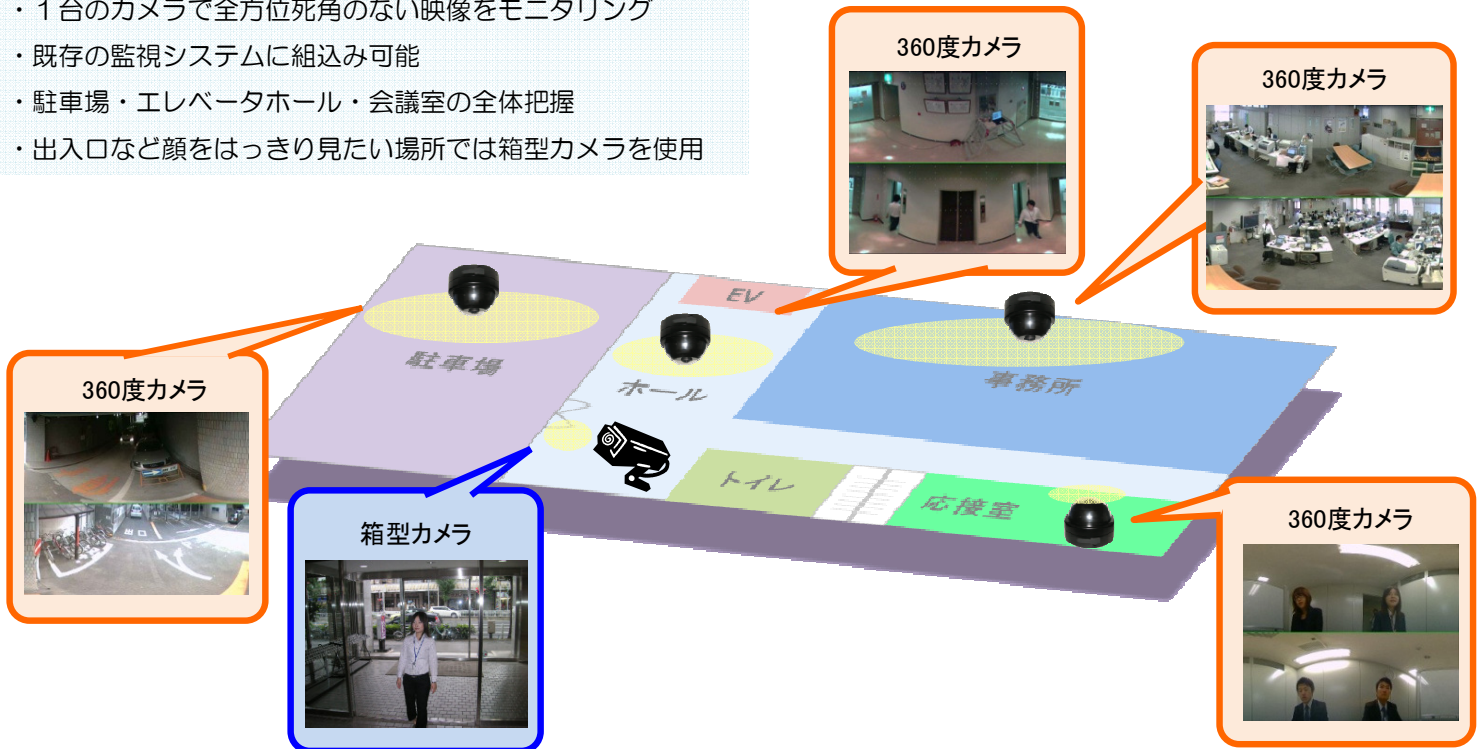 ・１台のカメラで全方位死角のない映像をモニタリング
・既存の監視システムに組込み可能
・駐車場・エレベータホール・会議室の全体把握
・出入口など顔をはっきり見たい場所では箱型カメラを使用
360度カメラ
360度カメラ
EV
駐車場
ホール
事務所
360度カメラ
トイレ
応接室
箱型カメラ
360度カメラ
出口